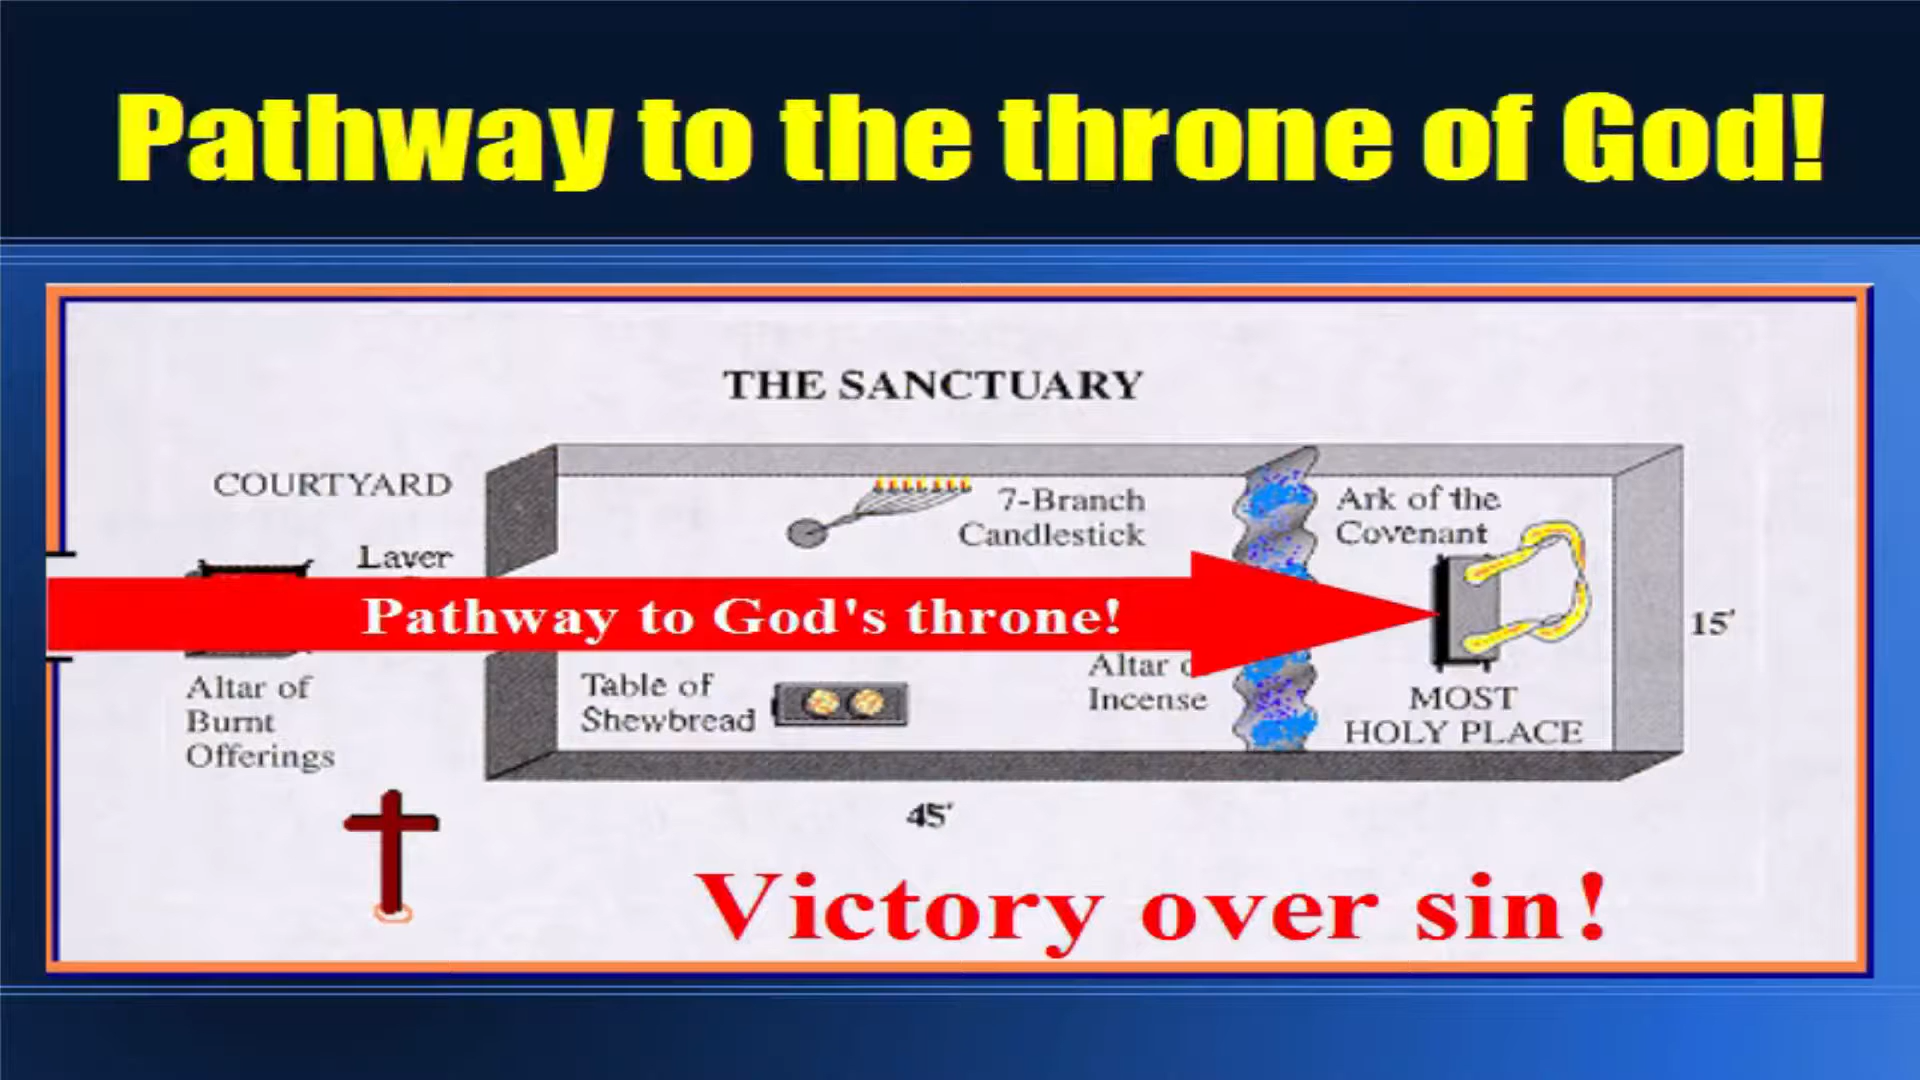 Pathway to the throne of God!
THE SANCTUARY
COURTYARD
Laver
7-Branch
Candlestick
Ark of the
Covenant
Pathway to God's throne!
15'
Altar of
Burnt
Offerings
Table of
Shewbread
Altar o
Incense
MOST
HOLY PLACE
45'
Victory over sin!